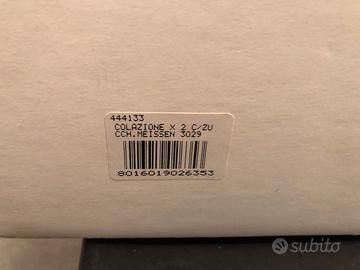 444133
COLAZIONE X 2 C/ZU
CCH.MEISSEN 3029
8016019026353
subito